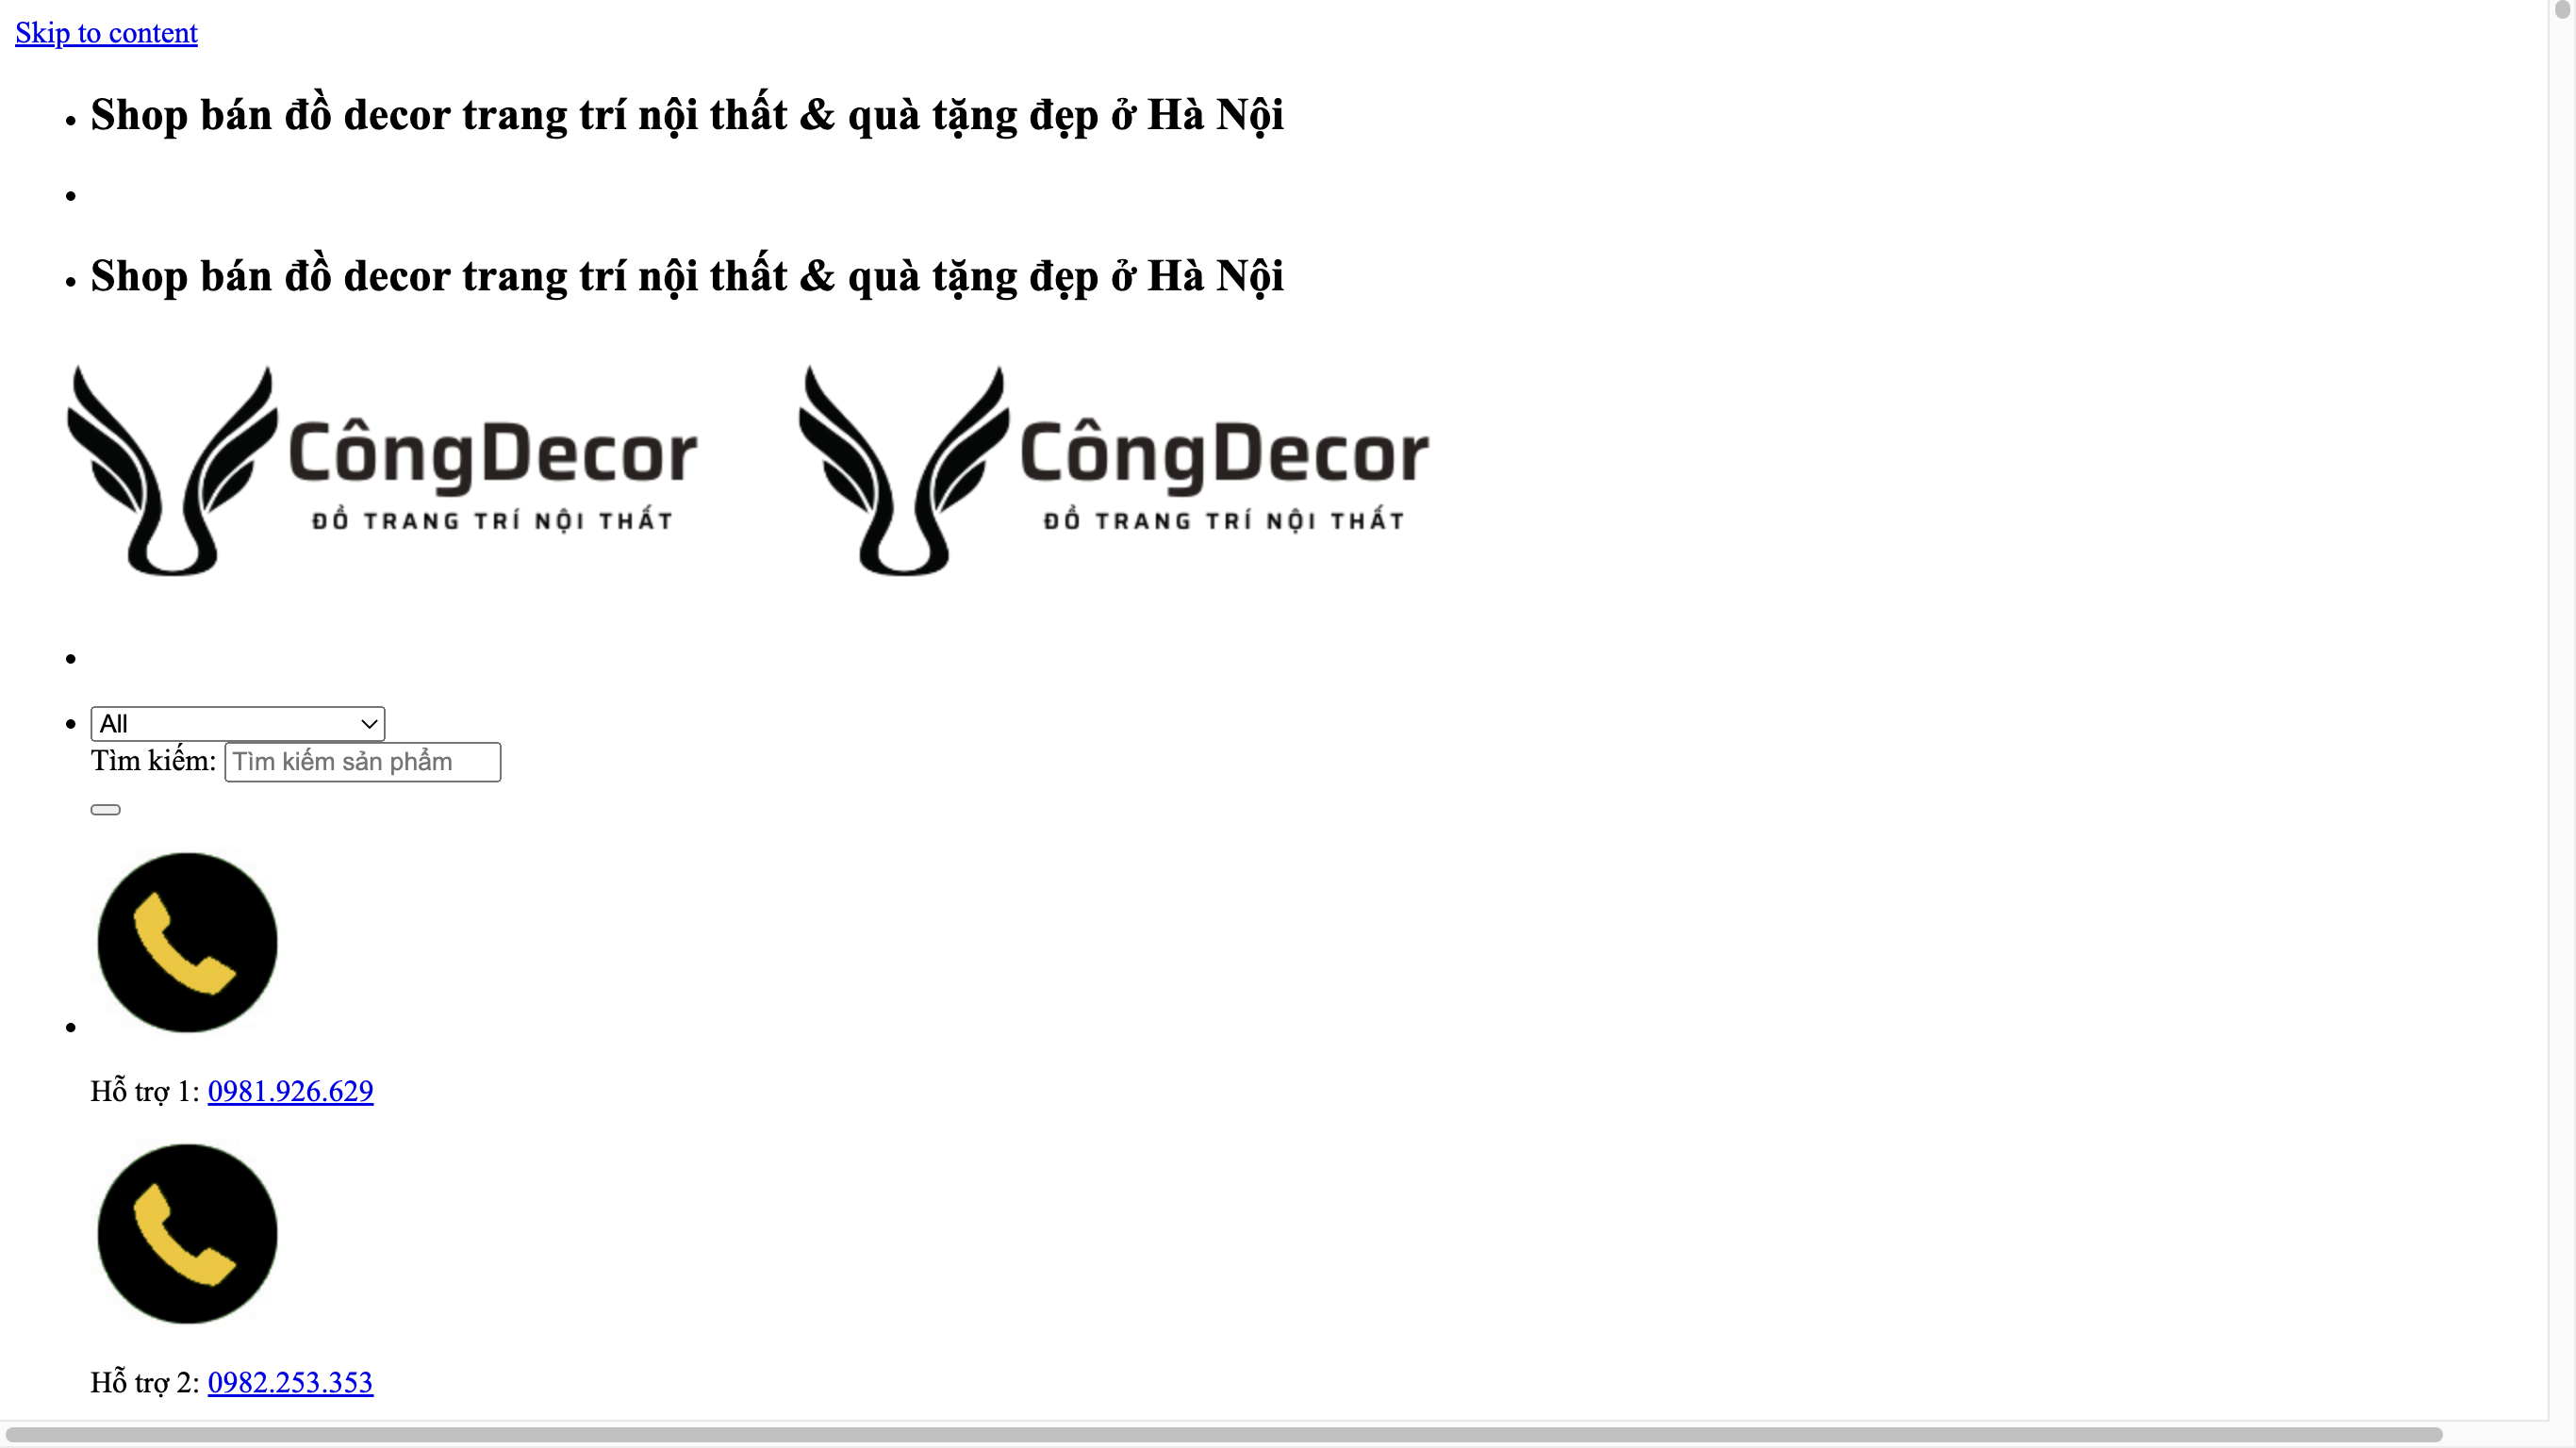 Skip to content
Shop bán đồ decor trang trí nội thất & quà tặng đẹp ở Hà Nội
Shop bán đồ decor trang trí nội thất & quà tặng đẹp ở Hà Nội
CôngDecor
ĐỒ TRANG TRÍ NỘI THẤT
CôngDecor
ĐỒ TRANG TRÍ NỘI THẤT
All
Tìm kiếm: Tìm kiếm sản phẩm
Hỗ trợ 1: 0981.926.629
Hỗ trợ 2: 0982.253.353